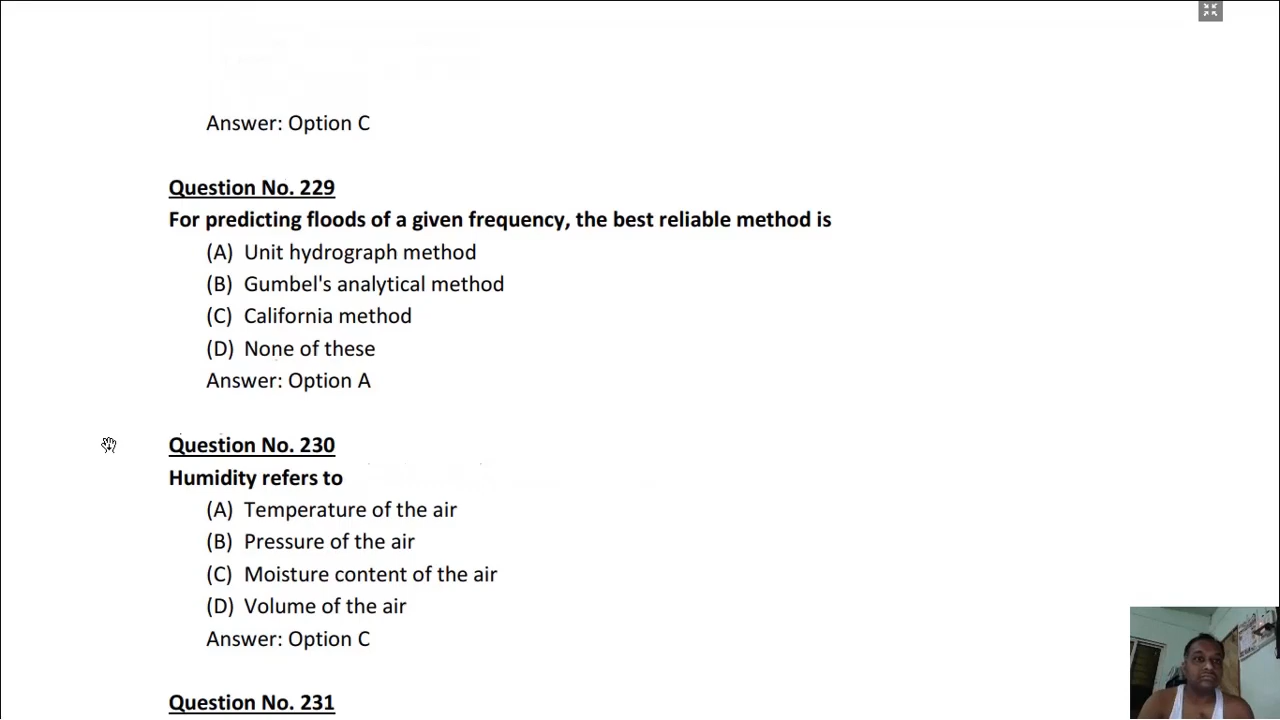 Answer: Option C
Question No. 229
For predicting floods of a given frequency, the best reliable method is
(A) Unit hydrograph method
(B) Gumbel's analytical method
(C) California method
(D) None of these
Answer: Option A
Question No. 230
Humidity refers to
(A) Temperature of the air
(B) Pressure of the air
(C) Moisture content of the air
(D) Volume of the air
Answer: Option C
Question No. 231